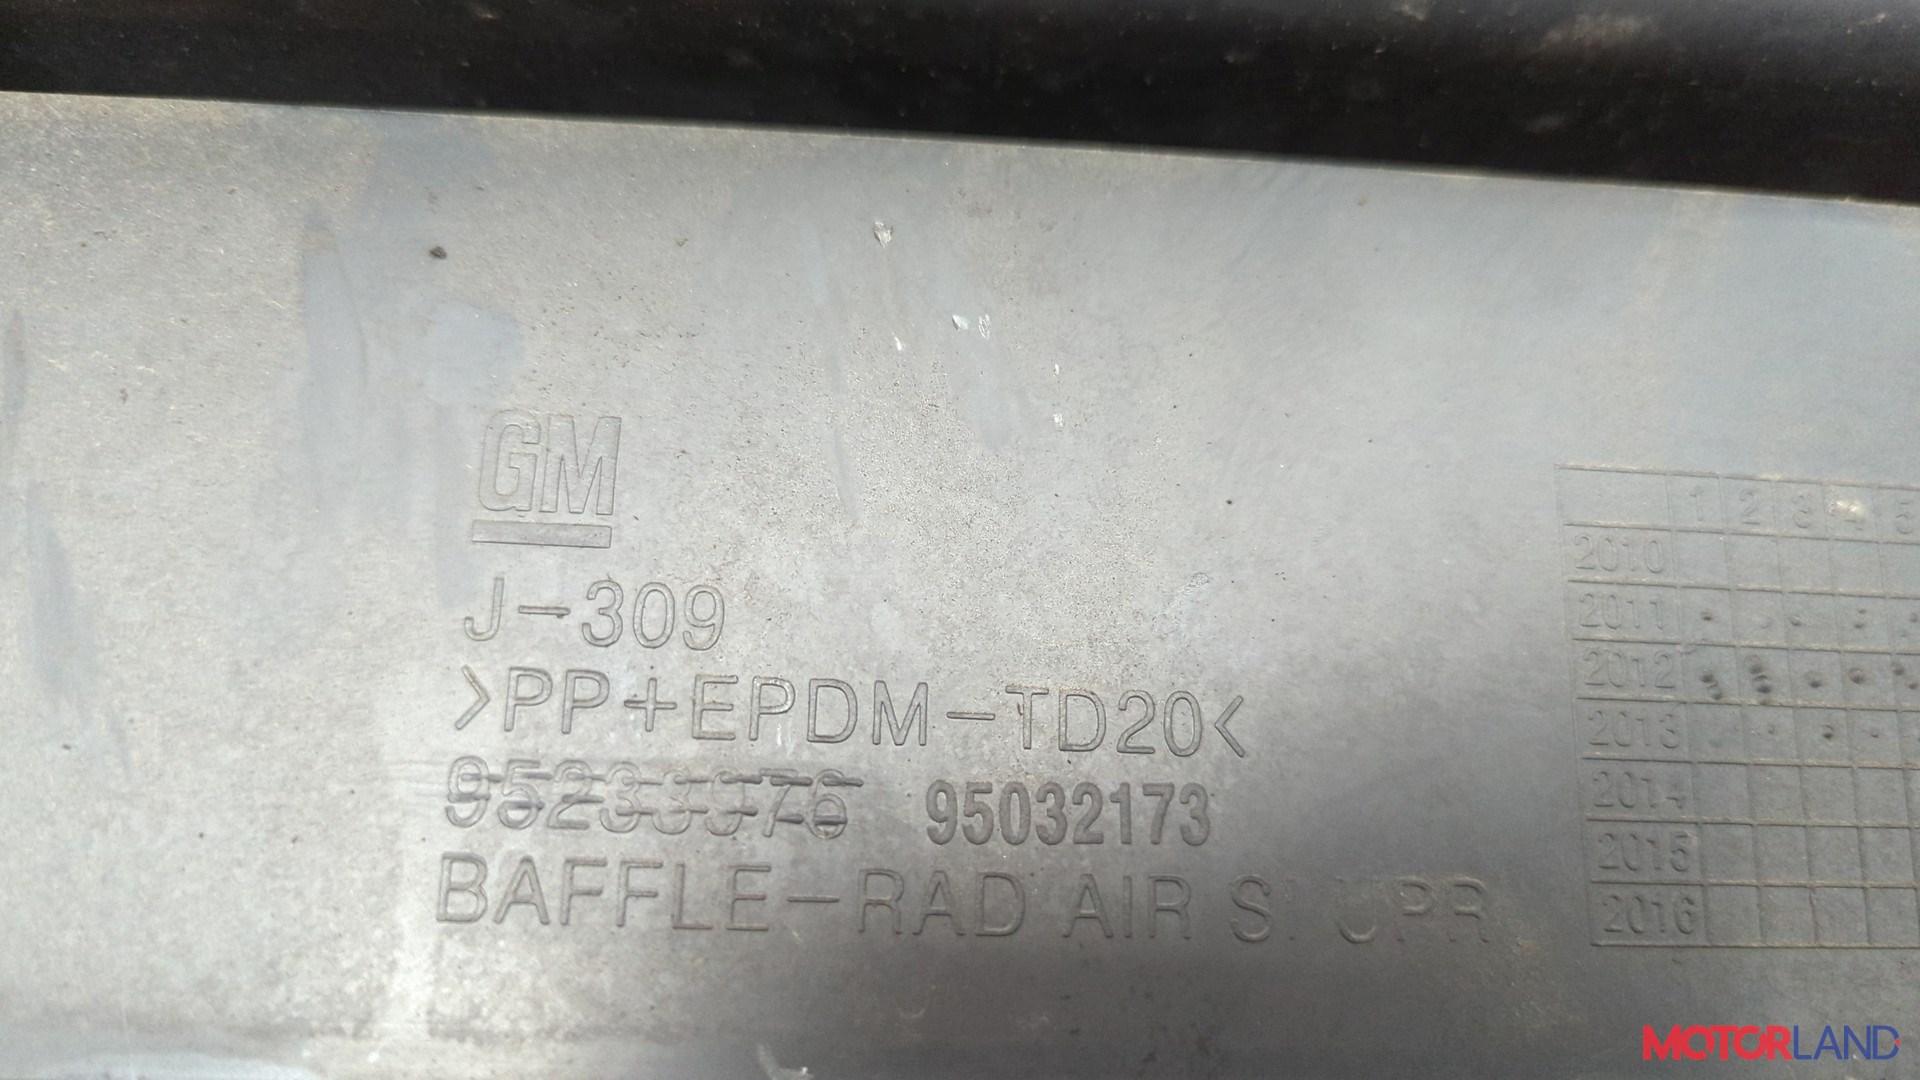 GM
J-309
>PP+EPDM-TD20<
95032173
BAFFLE-RAD AIR UPR
1 2 3 4 5
2010
2011
2012
2013
2014
2015
2016
MOTORLAND